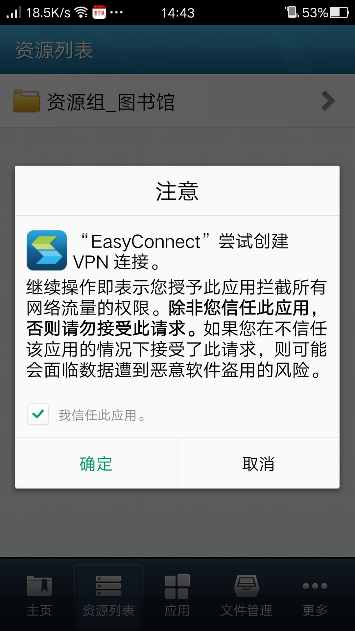 18.5K/s 14:43 53%
资源列表
资源组_图书馆
注意
“EasyConnect”尝试创建
VPN 连接。
继续操作即表示您授予此应用拦截所有
网络流量的权限。除非您信任此应用，
否则请勿接受此请求。如果您在不信任
该应用的情况下接受了此请求，则可能
会面临数据遭到恶意软件盗用的风险。
我信任此应用。
确定 取消
主页 资源列表 应用 文件管理 更多